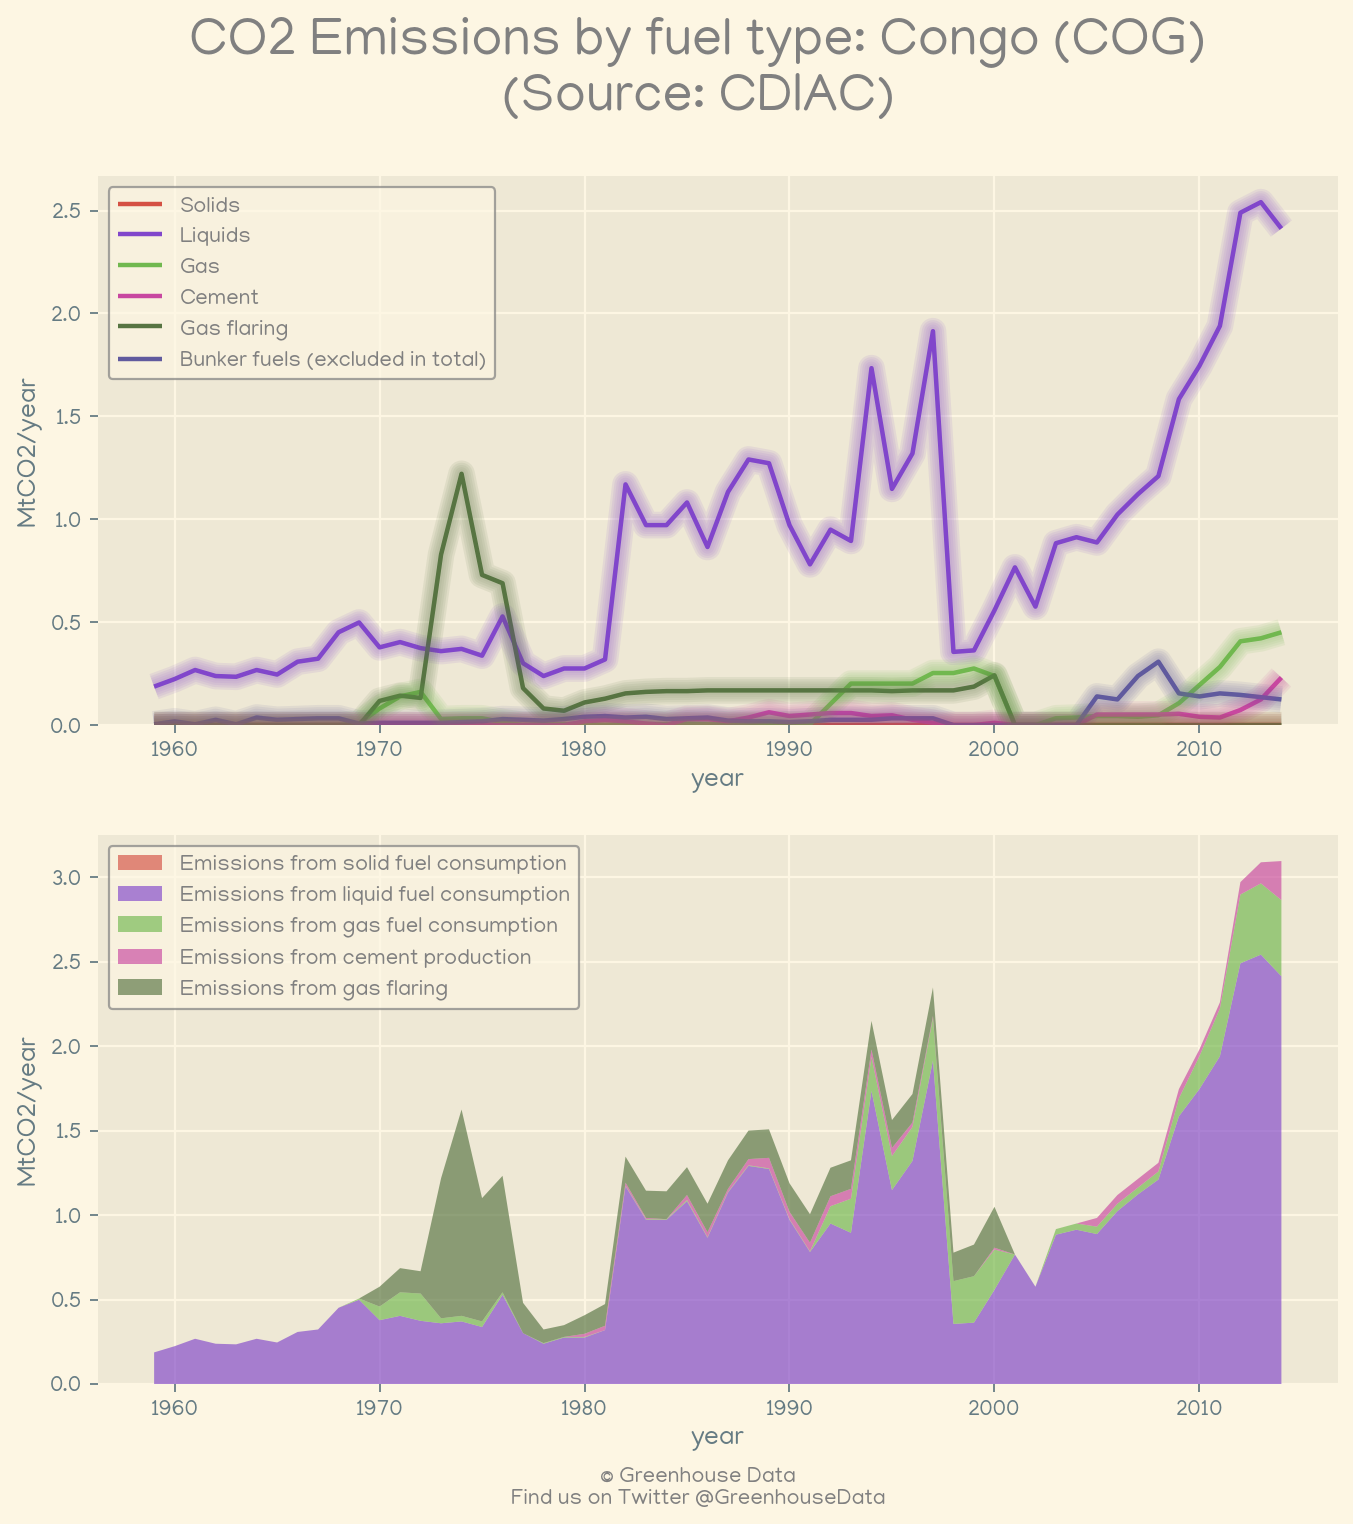 CO2 Emissions by fuel type: Congo (COG)
(Source: CDIAC)
Solids
Liquids
Gas
Cement
Gas flaring
Bunker fuels (excluded in total)
MtCO2/year
2.5
2.0
1.5
1.0
0.5
0.0
1960 1970 1980 1990 2000 2010
year
Emissions from solid fuel consumption
Emissions from liquid fuel consumption
Emissions from gas fuel consumption
Emissions from cement production
Emissions from gas flaring
MtCO2/year
3.0
2.5
2.0
1.5
1.0
0.5
0.0
1960 1970 1980 1990 2000 2010
year
© Greenhouse Data
Find us on Twitter @GreenhouseData